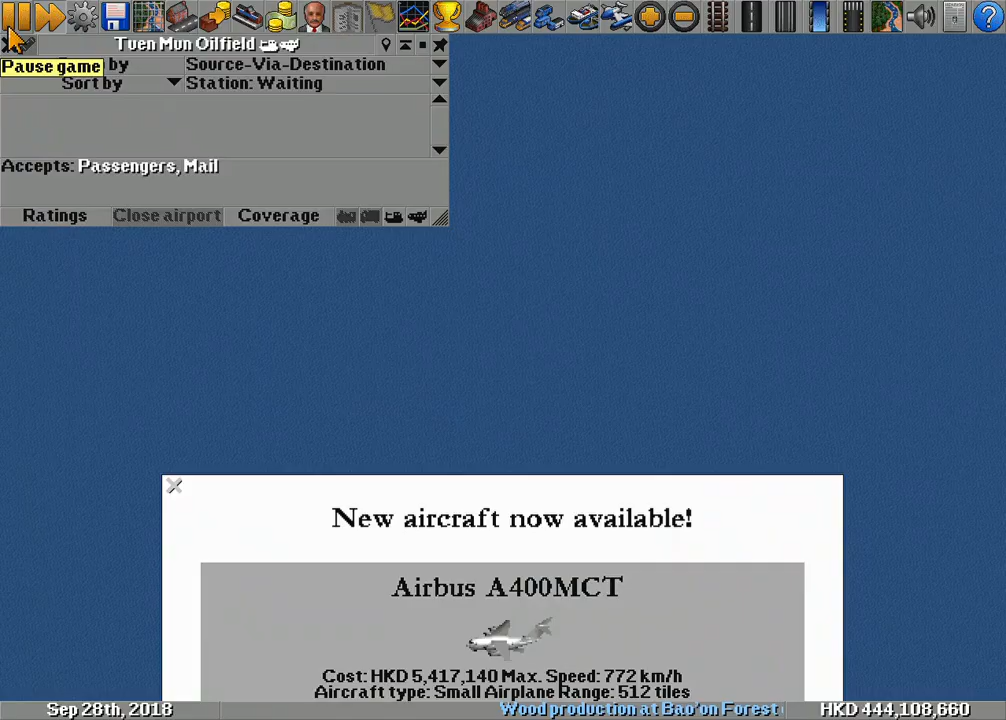 Tuen Mun Oilfield
Pause game
by
Source-Via-Destination
Sort by
Station: Waiting
Accepts: Passengers, Mail
Ratings
Close airport
Coverage
New aircraft now available!
Airbus A400MCT
Cost: HKD 5,417,140 Max. Speed: 772 km/h
Aircraft type: Small Airplane Range: 512 tiles
Sep 28th, 2018
Wood production at Bao'on Forest
HKD 444,108,660